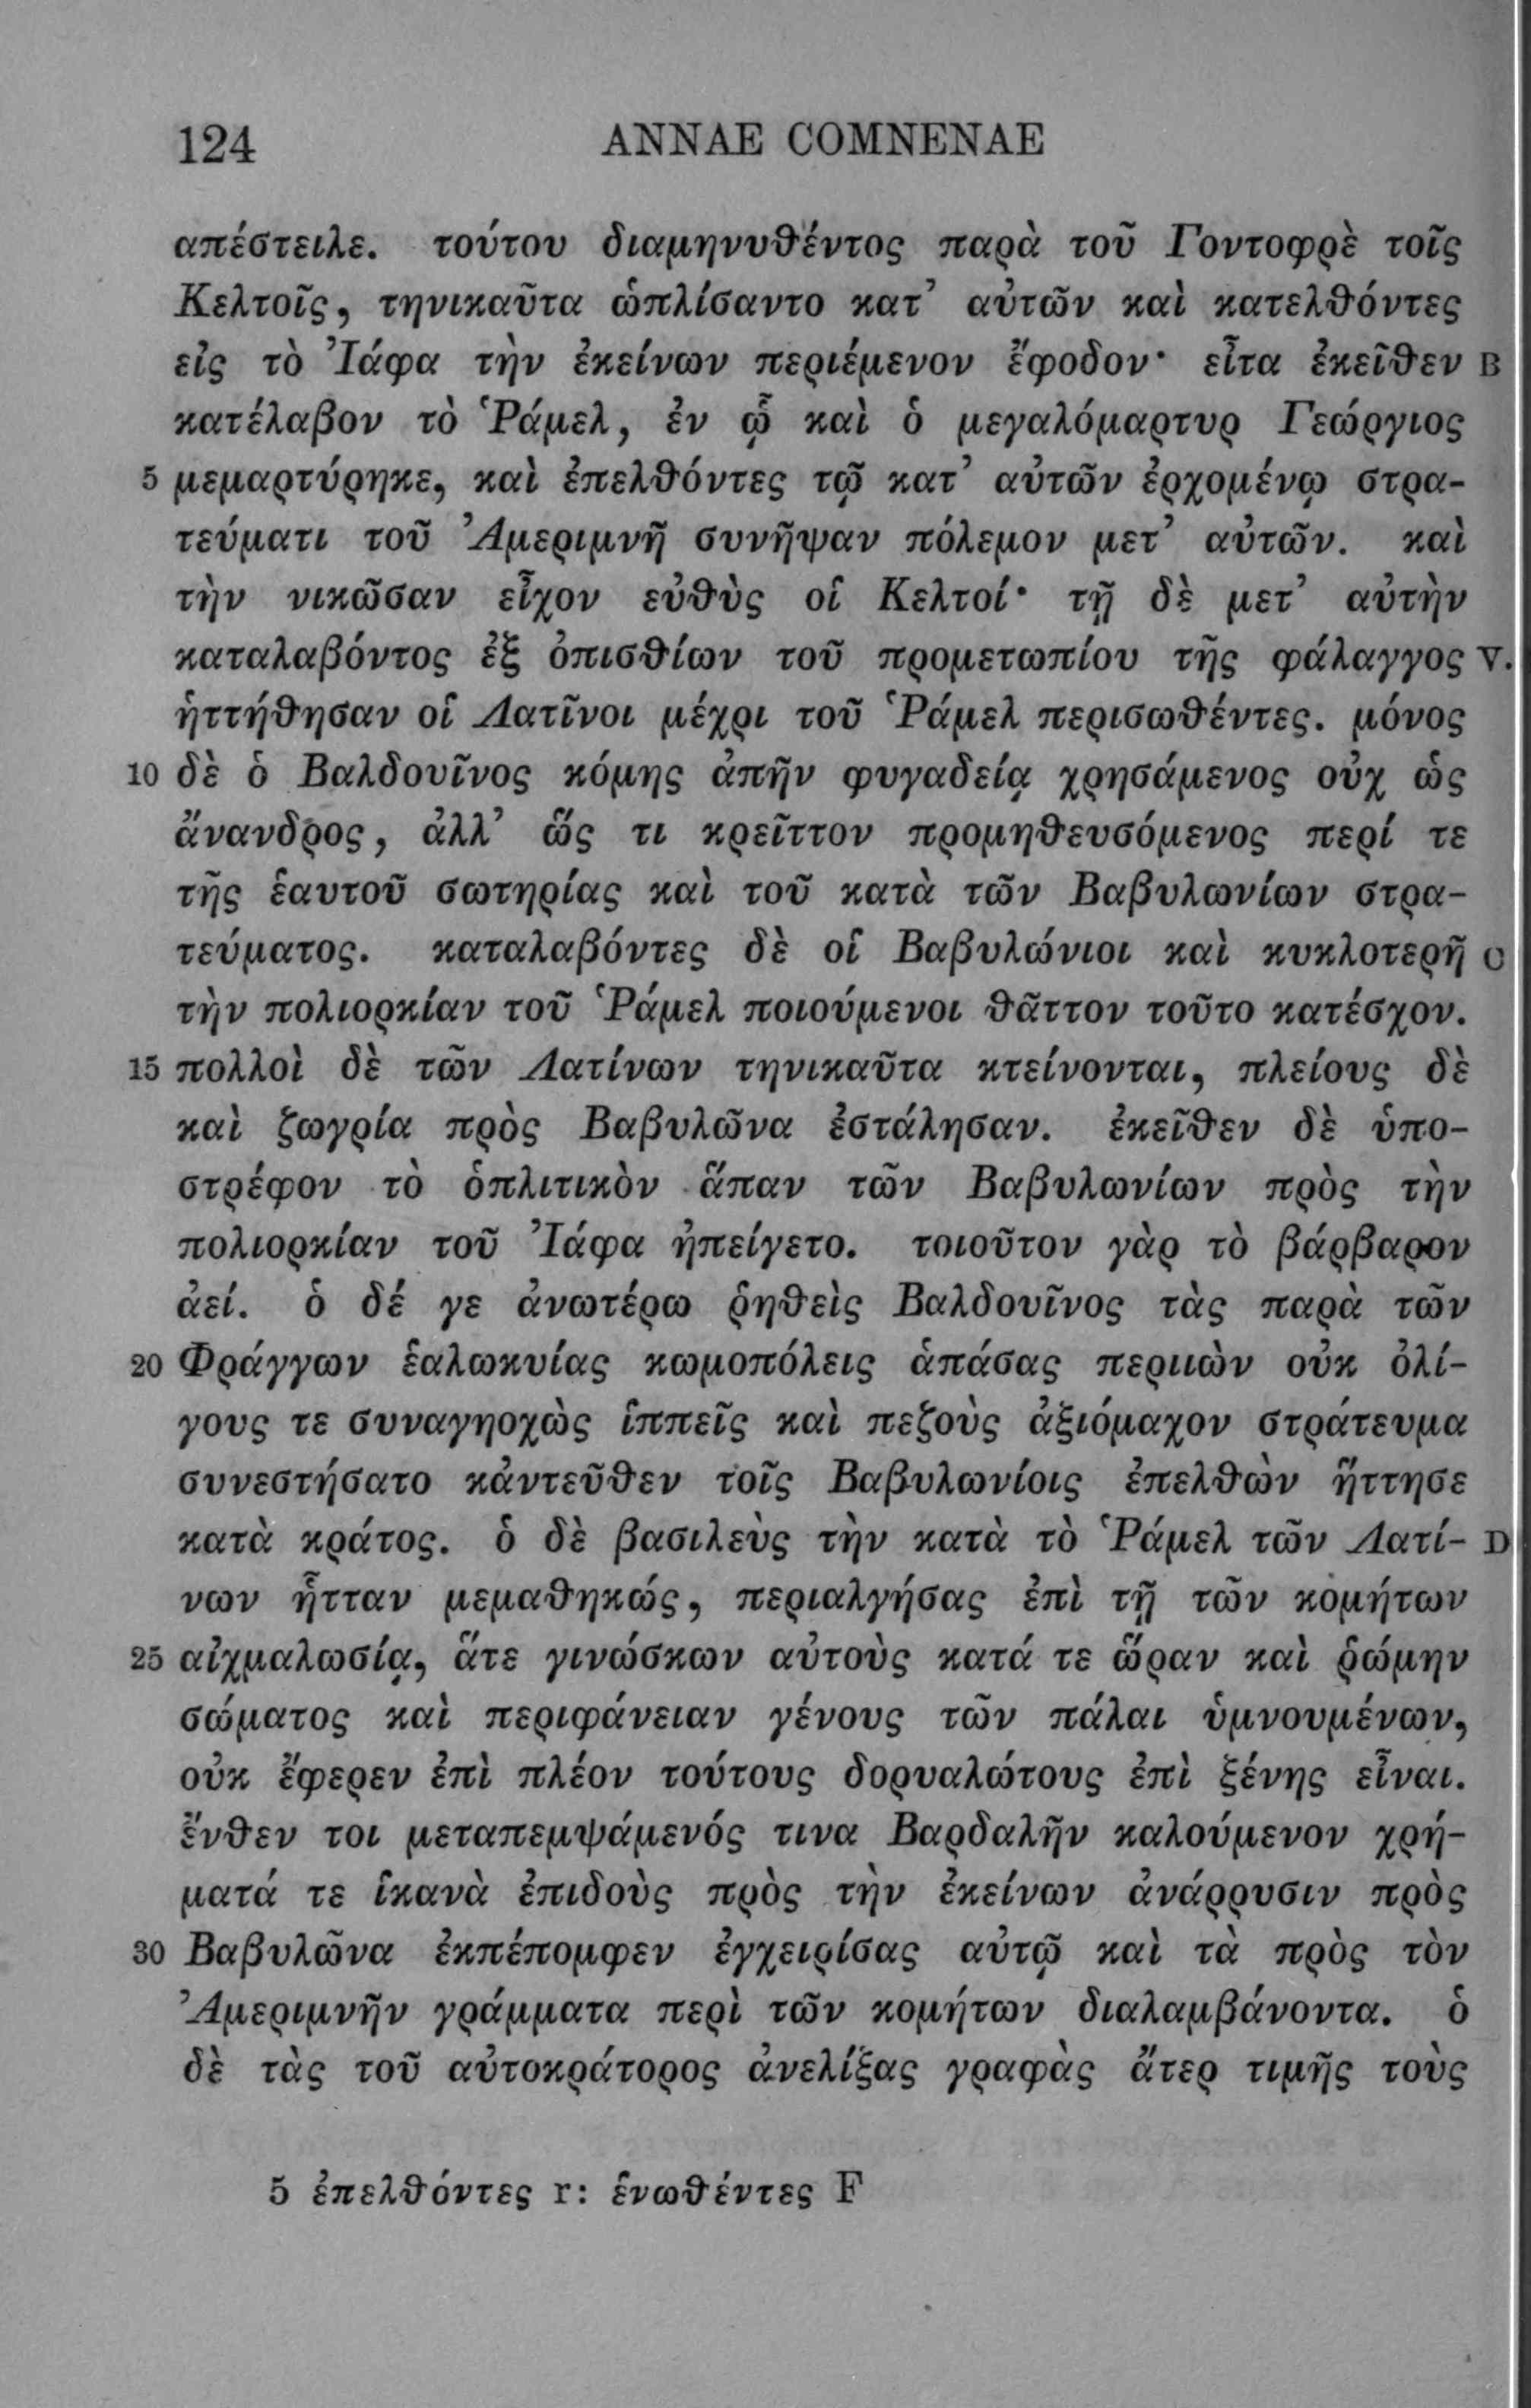 124 ANNAE COMNENAE
απέστειλε. τούτου διαμηνυθέντος παρὰ τοῦ Γοντοφρὲ τοῖς
Κελτοῖς, τηνικαῦτα ὡπλίσαντο κατ’ αὐτῶν καὶ κατελθόντες
εἰς τὸ Ἰάφα τὴν ἐκείνων περιέμενον ἔφοδον· εἶτα ἐκεῖθεν B
κατέλαβον τὸ Ῥάμελ, ἐν ᾧ καὶ ὁ μεγαλόμαρτυρ Γεώργιος
5 μεμαρτύρηκε, καὶ ἐπελθόντες τῷ κατ’ αὐτῶν ἐρχομένῳ στρα-
τεύματι τοῦ Ἀμεριμνῆ συνῆψαν πόλεμον μετ’ αὐτῶν. καὶ
τὴν νικῶσαν εἶχον εὐθὺς οἱ Κελτοί· τῇ δὲ μετ’ αὐτὴν
καταλαβόντος ἐξ ὀπισθίων τοῦ προμετωπίου τῆς φάλαγγος V.
ἡττήθησαν οἱ Λατῖνοι μέχρι τοῦ Ῥάμελ περισωθέντες. μόνος
10 δὲ ὁ Βαλδουῖνος κόμης ἀπῆν φυγαδείᾳ χρησάμενος οὐχ ὡς
ἄνανδρος, ἀλλ’ ὥς τι κρεῖττον προμηθευσόμενος περί τε
τῆς ἑαυτοῦ σωτηρίας καὶ τοῦ κατὰ τῶν Βαβυλωνίων στρα-
τεύματος. καταλαβόντες δὲ οἱ Βαβυλώνιοι καὶ κυκλοτερῆ C
τὴν πολιορκίαν τοῦ Ῥάμελ ποιούμενοι θᾶττον τοῦτο κατέσχον.
15 πολλοὶ δὲ τῶν Λατίνων τηνικαῦτα κτείνονται, πλείους δὲ
καὶ ζωγρία πρὸς Βαβυλῶνα ἐστάλησαν. ἐκεῖθεν δὲ ὑπο-
στρέφον τὸ ὁπλιτικὸν ἅπαν τῶν Βαβυλωνίων πρὸς τὴν
πολιορκίαν τοῦ Ἰάφα ἠπείγετο. τοιοῦτον γὰρ τὸ βάρβαρον
ἀεί. ὁ δέ γε ἀνωτέρω ῥηθεὶς Βαλδουῖνος τὰς παρὰ τῶν
20 Φράγγων ἑαλωκυίας κωμοπόλεις ἁπάσας περιιὼν οὐκ ὀλί-
γους τε συναγηοχὼς ἱππεῖς καὶ πεζοὺς ἀξιόμαχον στράτευμα
συνεστήσατο κἀντεῦθεν τοῖς Βαβυλωνίοις ἐπελθὼν ἥττησε
κατὰ κράτος. ὁ δὲ βασιλεὺς τὴν κατὰ τὸ Ῥάμελ τῶν Λατί- D
νων ἧτταν μεμαθηκώς, περιαλγήσας ἐπὶ τῇ τῶν κομήτων
25 αἰχμαλωσίᾳ, ἅτε γινώσκων αὐτοὺς κατά τε ὥραν καὶ ῥώμην
σώματος καὶ περιφάνειαν γένους τῶν πάλαι ὑμνουμένων,
οὐκ ἔφερεν ἐπὶ πλέον τούτους δορυαλώτους ἐπὶ ξένης εἶναι.
ἔνθεν τοι μεταπεμψάμενός τινα Βαρδαλῆν καλούμενον χρή-
ματά τε ἱκανὰ ἐπιδοὺς πρὸς τὴν ἐκείνων ἀνάρρυσιν πρὸς
30 Βαβυλῶνα ἐκπέπομφεν ἐγχειρίσας αὐτῷ καὶ τὰ πρὸς τὸν
Ἀμεριμνῆν γράμματα περὶ τῶν κομήτων διαλαμβάνοντα. ὁ
δὲ τὰς τοῦ αὐτοκράτορος ἀνελίξας γραφὰς ἄτερ τιμῆς τοὺς
5 ἐπελθόντες r: ἑνωθέντες F